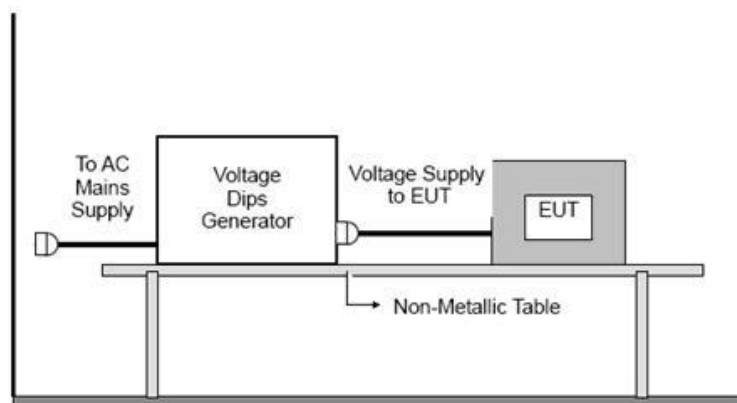 To AC
Mains
Supply
Voltage
Dips
Generator
Voltage Supply
to EUT
EUT
Non-Metallic Table